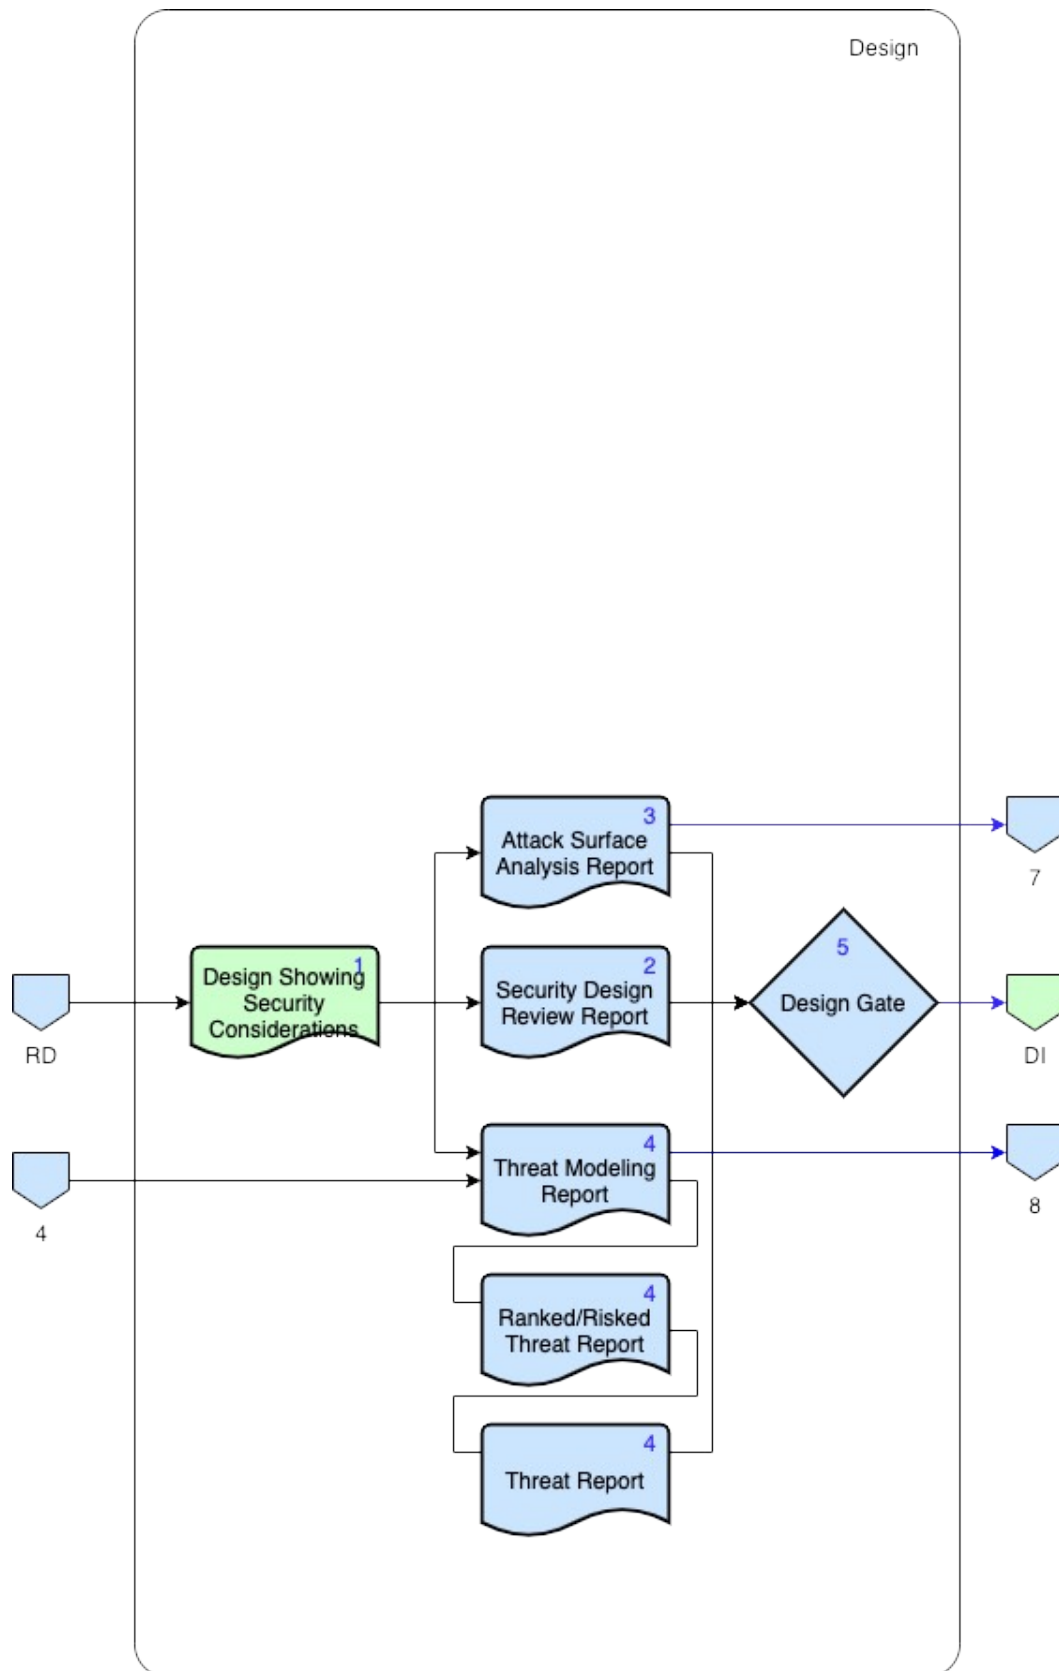 Design
3
Attack Surface
Analysis Report
7
1
Design Showing
Security
Considerations
2
Security Design
Review Report
5
Design Gate
RD
DI
4
Threat Modeling
Report
4
8
4
Ranked/Risked
Threat Report
4
Threat Report